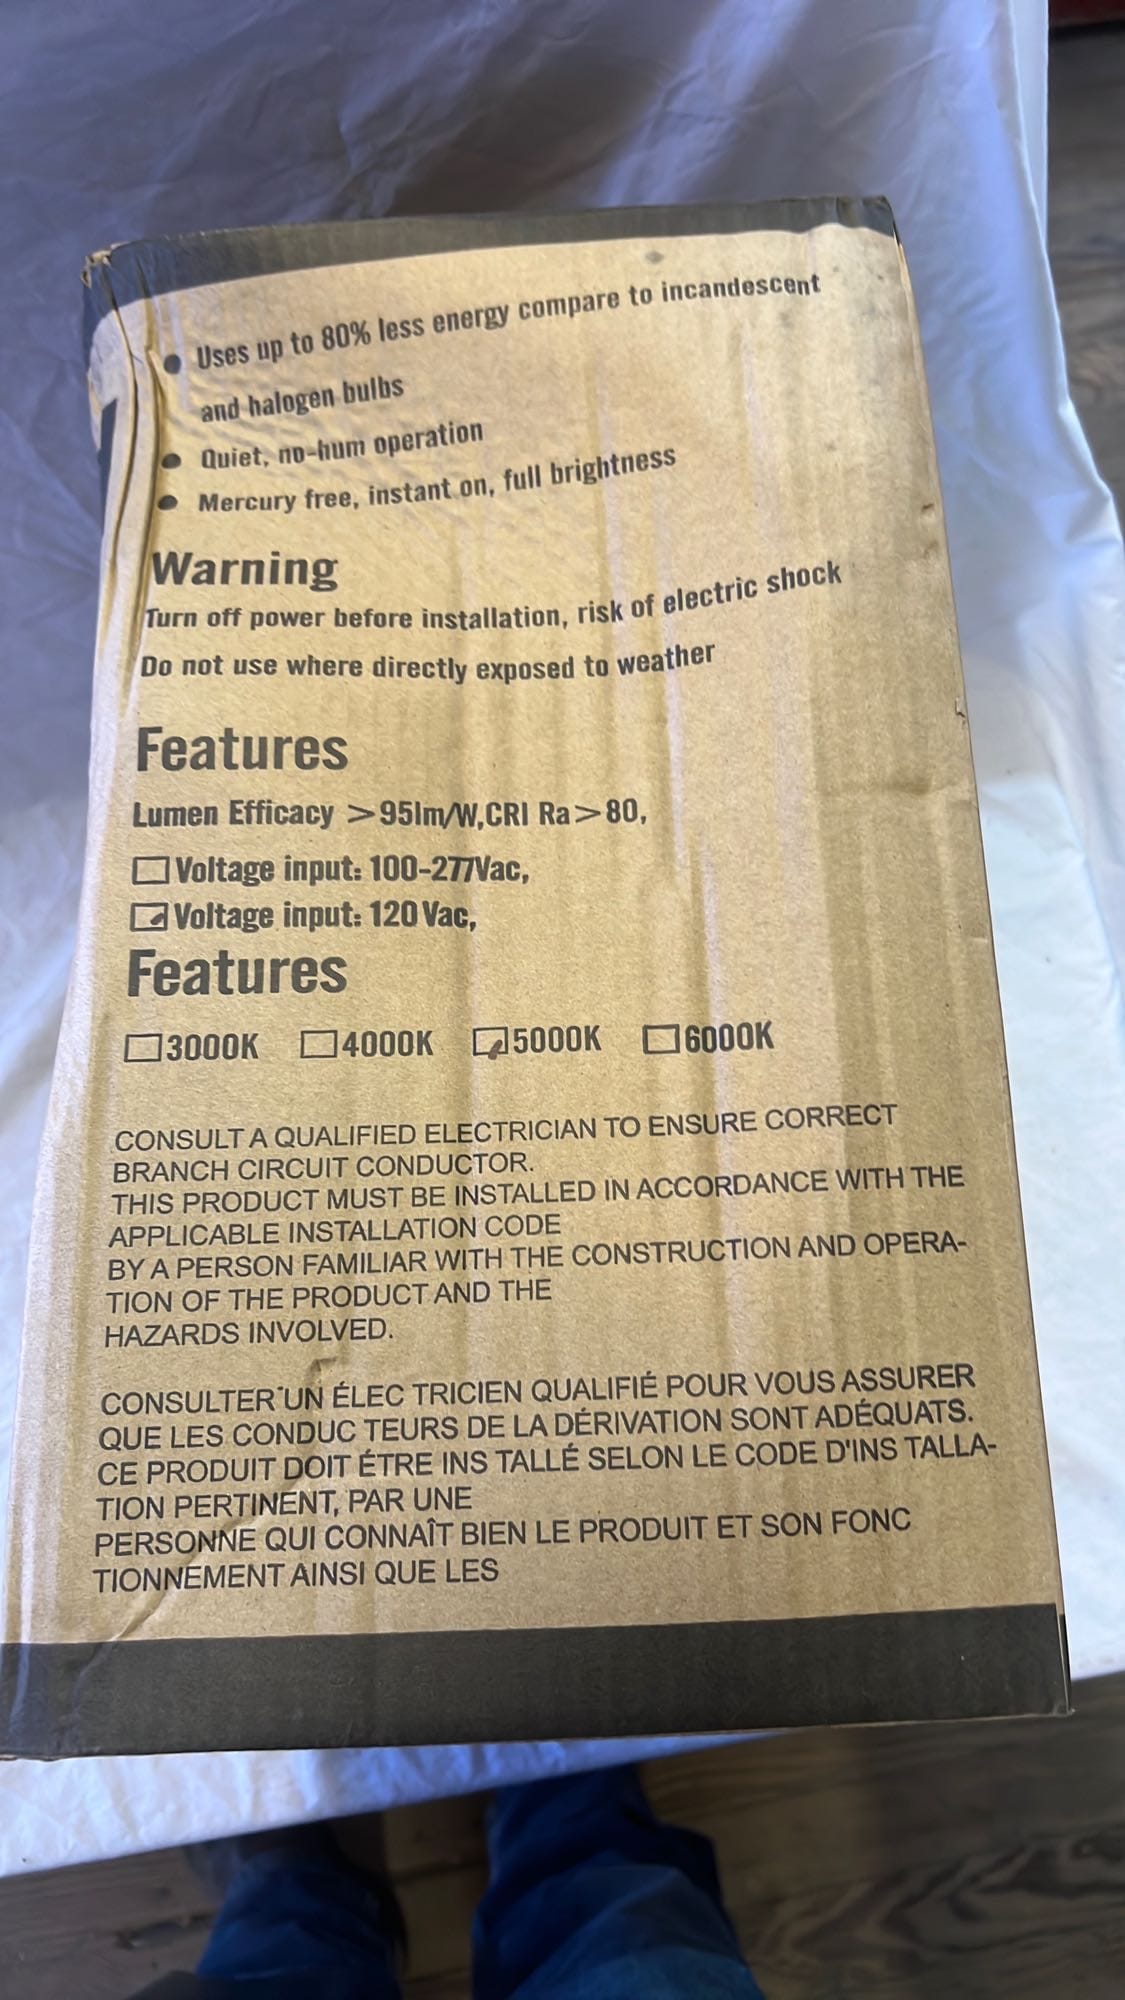 ● Uses up to 80% less energy compare to incandescent
and halogen bulbs
● Quiet, no-hum operation
● Mercury free, instant on, full brightness
Warning
Turn off power before installation, risk of electric shock
Do not use where directly exposed to weather
Features
Lumen Efficacy >95lm/W,CRI Ra>80,
☐Voltage input: 100-277Vac,
☑Voltage input: 120Vac,
Features
☐3000K ☐4000K ☑5000K ☐6000K
CONSULT A QUALIFIED ELECTRICIAN TO ENSURE CORRECT
BRANCH CIRCUIT CONDUCTOR.
THIS PRODUCT MUST BE INSTALLED IN ACCORDANCE WITH THE
APPLICABLE INSTALLATION CODE
BY A PERSON FAMILIAR WITH THE CONSTRUCTION AND OPERA-
TION OF THE PRODUCT AND THE
HAZARDS INVOLVED.
CONSULTER UN ÉLEC TRICIEN QUALIFIÉ POUR VOUS ASSURER
QUE LES CONDUC TEURS DE LA DÉRIVATION SONT ADÉQUATS.
CE PRODUIT DOIT ÉTRE INS TALLÉ SELON LE CODE D'INS TALLA-
TION PERTINENT, PAR UNE
PERSONNE QUI CONNAÎT BIEN LE PRODUIT ET SON FONC
TIONNEMENT AINSI QUE LES